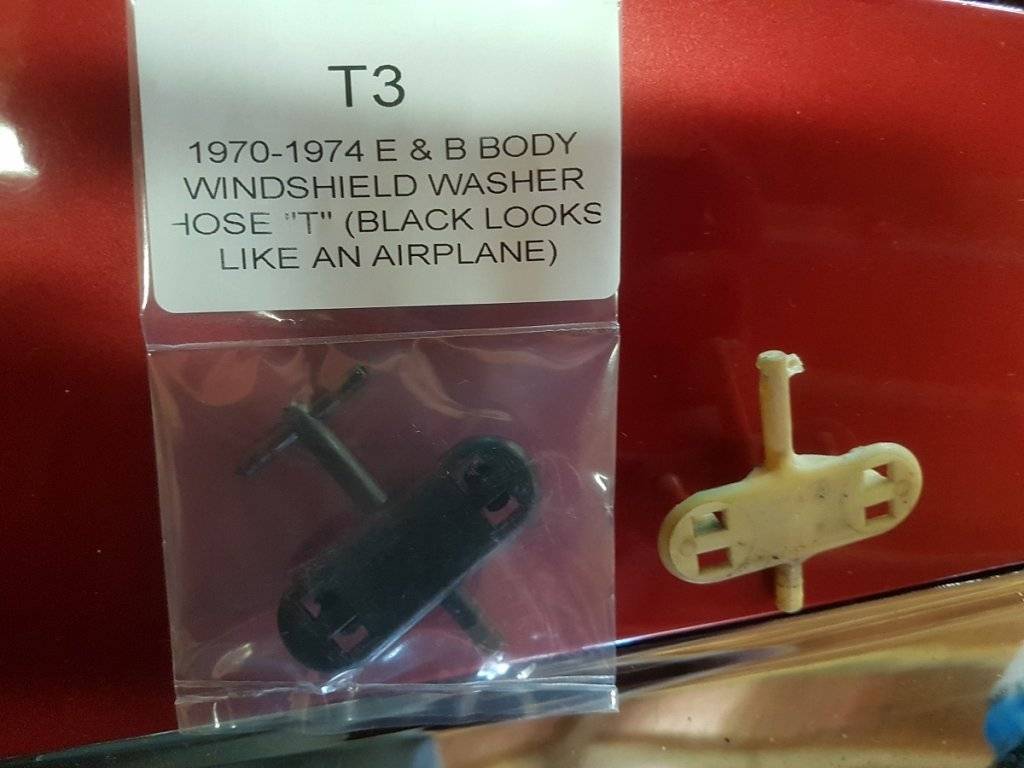 T3
1970-1974 E & B BODY
WINDSHIELD WASHER
HOSE "T" (BLACK LOOKS
LIKE AN AIRPLANE)